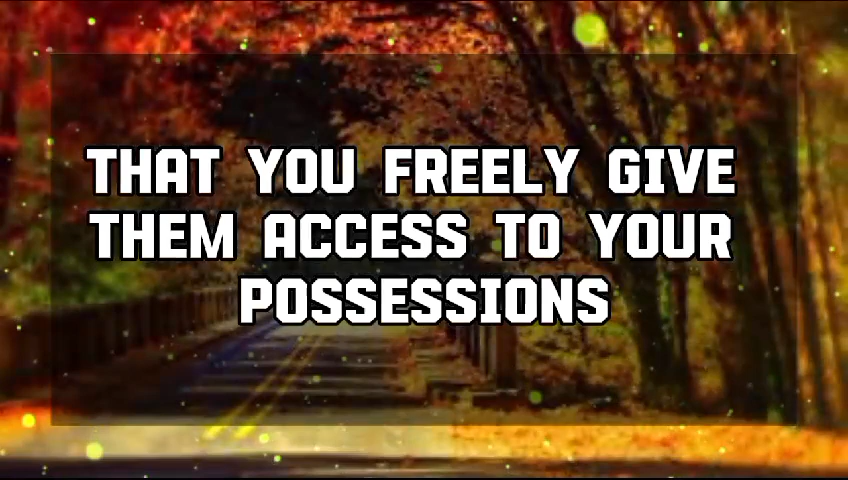 THAT YOU FREELY GIVE
THEM ACCESS TO YOUR
POSSESSIONS